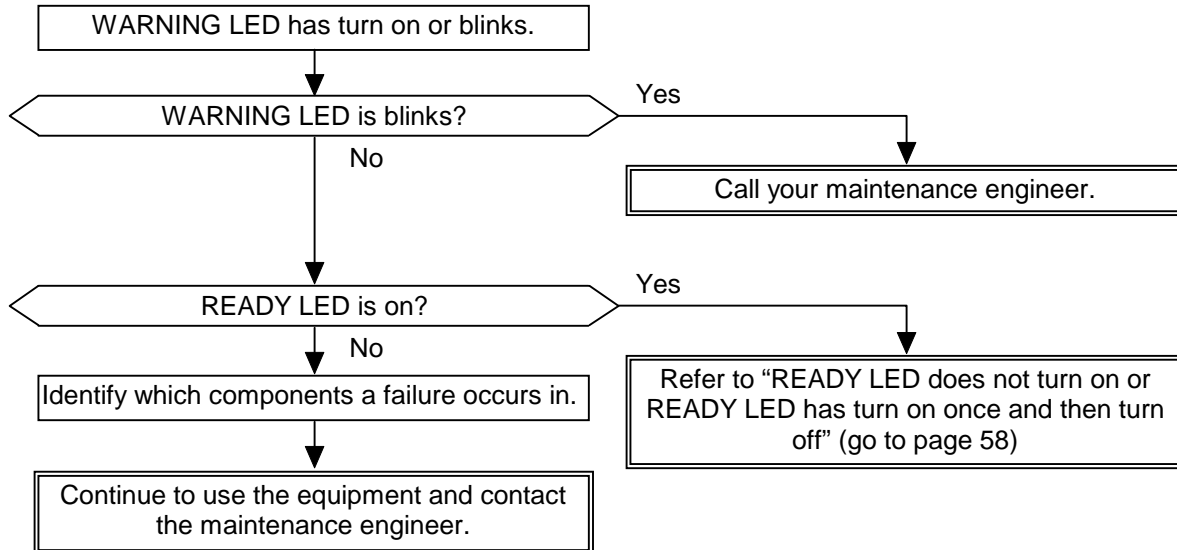 WARNING LED has turn on or blinks.
WARNING LED is blinks?
Yes
No
Call your maintenance engineer.
READY LED is on?
Yes
No
Identify which components a failure occurs in.
Refer to “READY LED does not turn on or
READY LED has turn on once and then turn
off” (go to page 58)
Continue to use the equipment and contact
the maintenance engineer.